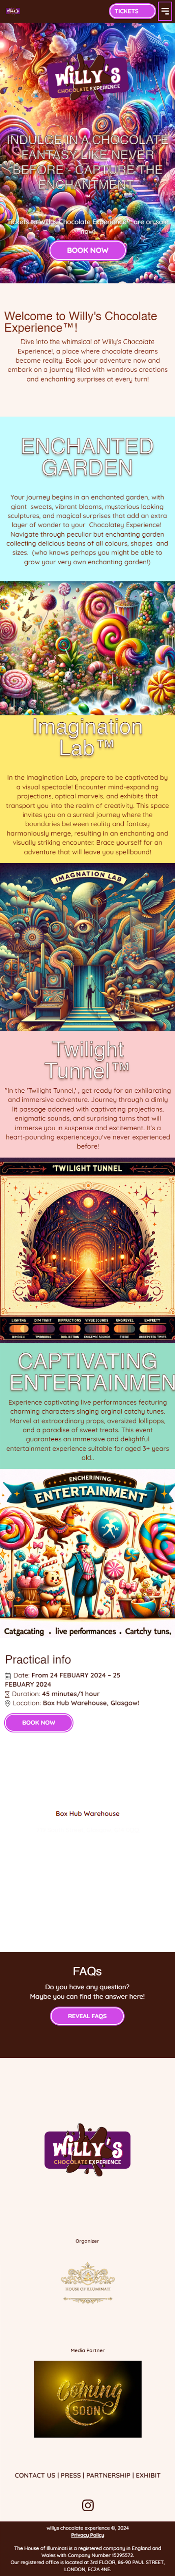 WILLY'S
TICKETS
WILLY'S
CHOCOLATE EXPERIENCE
INDULGE IN A CHOCOLATE
FANTASY LIKE NEVER
BEFORE - CAPTURE THE
ENCHANTMENT
Tickets to Willy's Chocolate Experience™ are on sale
now!
BOOK NOW
Welcome to Willy's Chocolate
Experience™!
Dive into the whimsical of Willy's Chocolate
Experience!, a place where chocolate dreams
become reality. Book your adventure now and
embark on a journey filled with wondrous creations
and enchanting surprises at every turn!
ENCHANTED
GARDEN
Your journey begins in an enchanted garden, with
giant sweets, vibrant blooms, mysterious looking
sculptures, and magical surprises that add an extra
layer of wonder to your Chocolatey Experience!
Navigate through peculiar but enchanting garden
collecting delicious beans of all colours, shapes and
sizes. (who knows perhaps you might be able to
grow your very own enchanting garden!)
Imagination
Lab™
In the Imagination Lab, prepare to be captivated by
a visual spectacle! Encounter mind-expanding
projections, optical marvels, and exhibits that
transport you into the realm of creativity. This space
invites you on a surreal journey where the
boundaries between reality and fantasy
harmoniously merge, resulting in an enchanting and
visually striking encounter. Brace yourself for an
adventure that will leave you spellbound!
IMAGNATION LAB
Twilight
Tunnel™
"In the 'Twilight Tunnel,' , get ready for an exhilarating
and immersive adventure. Journey through a dimly
lit passage adorned with captivating projections,
enigmatic sounds, and surprising turns that will
immerse you in suspense and excitement. It's a
heart-pounding experienceyou've never experienced
before!
'TWILIGHT TUNNEL
LIGHTING DIM TIGHT DIFPRACTIONS VIVUE SOUNDS UNSUREVEL
CAPTIVATING
ENTERTAINMEN
Experience captivating live performances featuring
charming characters singing orginal catchy tunes.
Marvel at extraordinary props, oversized lollipops,
and a paradise of sweet treats. This event
guarantees an immersive and delightful
entertainment experience suitable for aged 3+ years
old..
ENCHERINING
ENTERTAINMENT
Catgacating • live performances • Cartchy tuns,
Practical info
Date: From 24 FEBUARY 2024 – 25
FEBUARY 2024
Duration: 45 minutes/1 hour
Location: Box Hub Warehouse, Glasgow!
BOOK NOW
Box Hub Warehouse
FAQs
Do you have any question?
Maybe you can find the answer here!
REVEAL FAQS
WILLY'S
CHOCOLATE EXPERIENCE
Organizer
HOUSE OF ILLUMINATI
Media Partner
Coming
SOON
CONTACT US | PRESS | PARTNERSHIP | EXHIBIT
willys chocolate experience ©, 2024
Privacy Policy
The House of Illuminati is a registered company in England and
Wales with Company Number 15295572.
Our registered office is located at 3rd FLOOR, 86-90 PAUL STREET,
LONDON, EC2A 4NE.